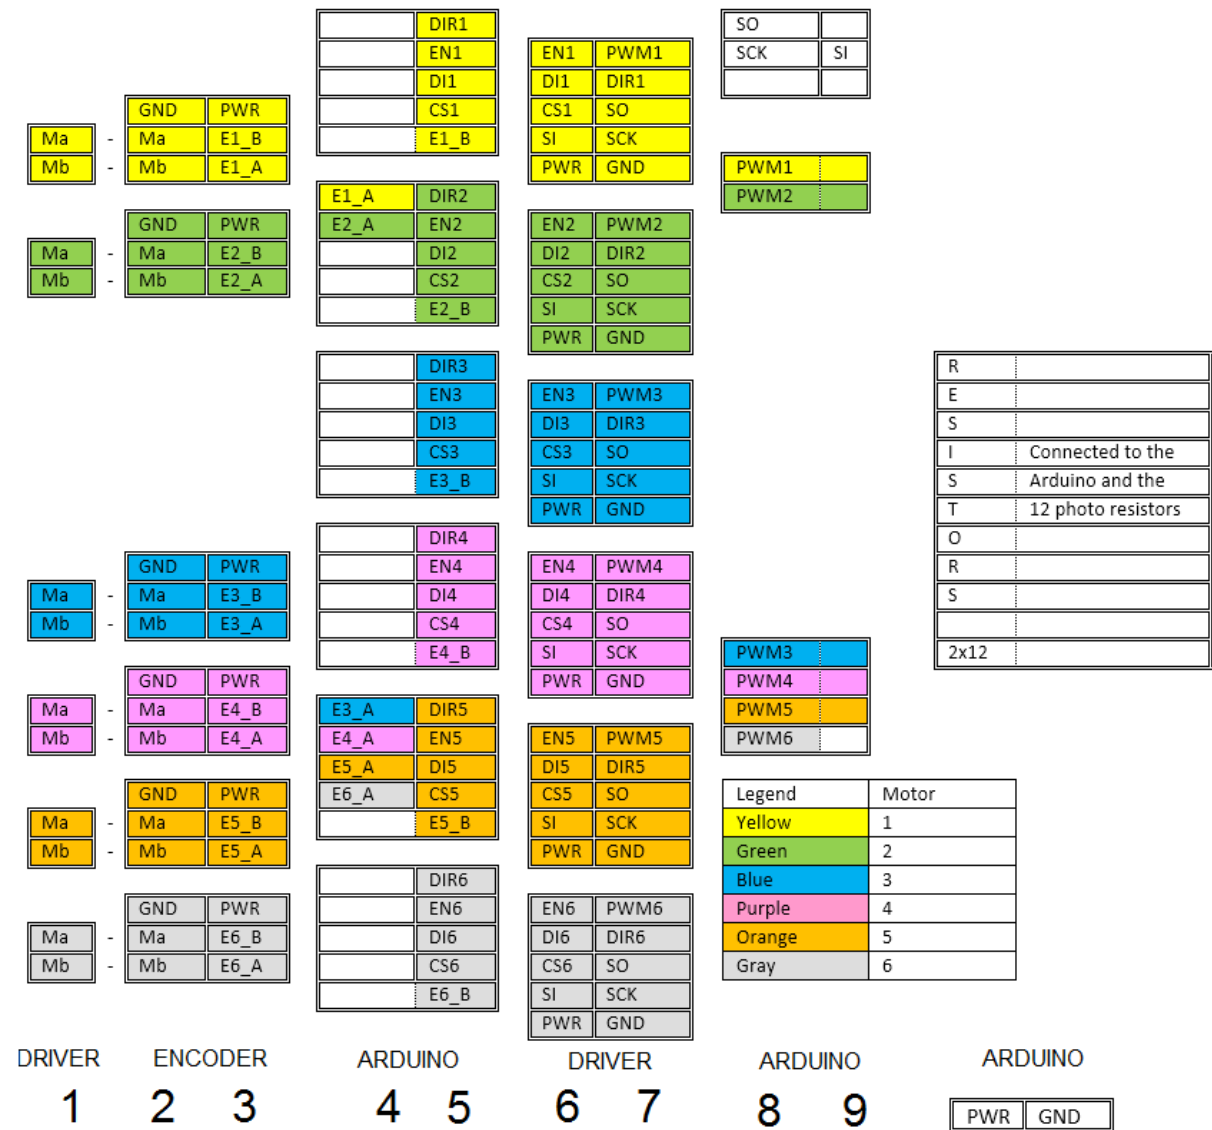 DIR1 SO
EN1 EN1 PWM1 SCK SI
DI1 DI1 DIR1
GND PWR CS1 CS1 SO
Ma - Ma E1_B E1_B SI SCK
Mb - Mb E1_A PWR GND PWM1
E1_A DIR2 PWM2
GND PWR E2_A EN2 EN2 PWM2
Ma - Ma E2_B DI2 DI2 DIR2
Mb - Mb E2_A CS2 CS2 SO
E2_B SI SCK
PWR GND
DIR3 R
EN3 EN3 PWM3 E
DI3 DI3 DIR3 S
CS3 CS3 SO I Connected to the
E3_B SI SCK S Arduino and the
PWR GND T 12 photo resistors
DIR4 O
GND PWR EN4 EN4 PWM4 R
Ma - Ma E3_B DI4 DI4 DIR4 S
Mb - Mb E3_A CS4 CS4 SO
E4_B SI SCK PWM3 2x12
GND PWR PWR GND PWM4
Ma - Ma E4_B E3_A DIR5 PWM5
Mb - Mb E4_A E4_A EN5 EN5 PWM5 PWM6
E5_A DI5 DI5 DIR5
GND PWR E6_A CS5 CS5 SO Legend Motor
Ma - Ma E5_B E5_B SI SCK Yellow 1
Mb - Mb E5_A PWR GND Green 2
DIR6 Blue 3
GND PWR EN6 EN6 PWM6 Purple 4
Ma - Ma E6_B DI6 DI6 DIR6 Orange 5
Mb - Mb E6_A CS6 CS6 SO Gray 6
E6_B SI SCK
PWR GND
DRIVER ENCODER ARDUINO DRIVER ARDUINO ARDUINO
1 2 3 4 5 6 7 8 9
PWR GND